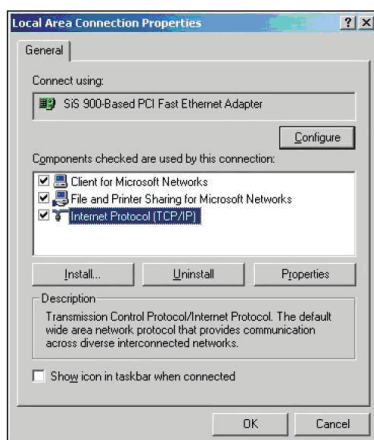 Local Area Connection Properties
General
Connect using:
SiS 900-Based PCI Fast Ethernet Adapter
Configure
Components checked are used by this connection:
Client for Microsoft Networks
File and Printer Sharing for Microsoft Networks
Internet Protocol (TCP/IP)
Install...
Uninstall
Properties
Description
Transmission Control Protocol/Internet Protocol. The default
wide area network protocol that provides communication
across diverse interconnected networks.
Show icon in taskbar when connected
OK
Cancel